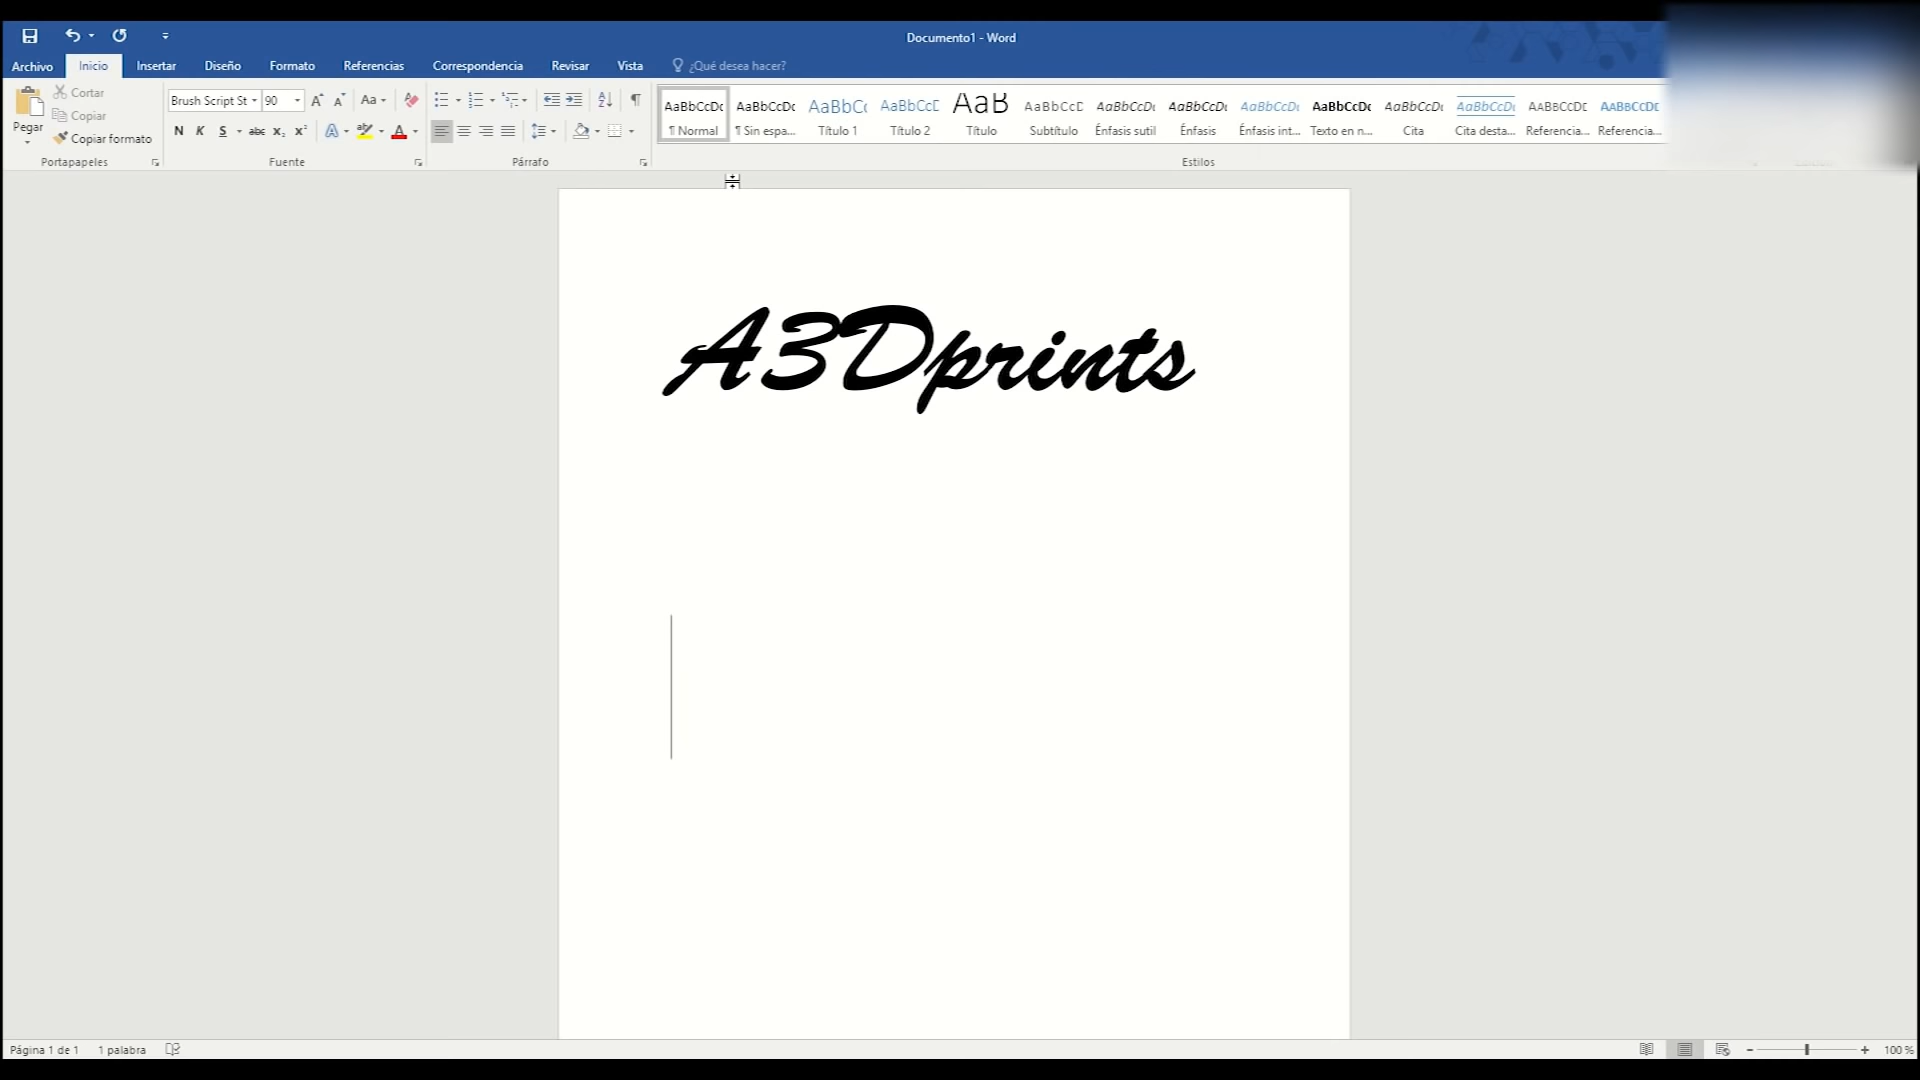 Documento1 - Word
Archivo Inicio Insertar Diseño Formato Referencias Correspondencia Revisar Vista ¿Qué desea hacer?
Pegar
Cortar
Copiar
Copiar formato
Portapapeles
Brush Script St 90 A A Aa
N K S abc x₂ x² A aby A
Fuente
Párrafo
AaBbCcDc AaBbCcDc AaBbCc AaBbCcD AaB AaBbCcD AaBbCcDc AaBbCcDc AaBbCcDc AaBbCcDc AaBbCcDc AaBbCcDc AaBbCcDc AaBbCcDc
¶ Normal ¶ Sin espa... Título 1 Título 2 Título Subtítulo Énfasis sutil Énfasis Énfasis int... Texto en n... Cita Cita desta... Referencia... Referencia...
Estilos
A3Dprints
Página 1 de 1 1 palabra 100 %